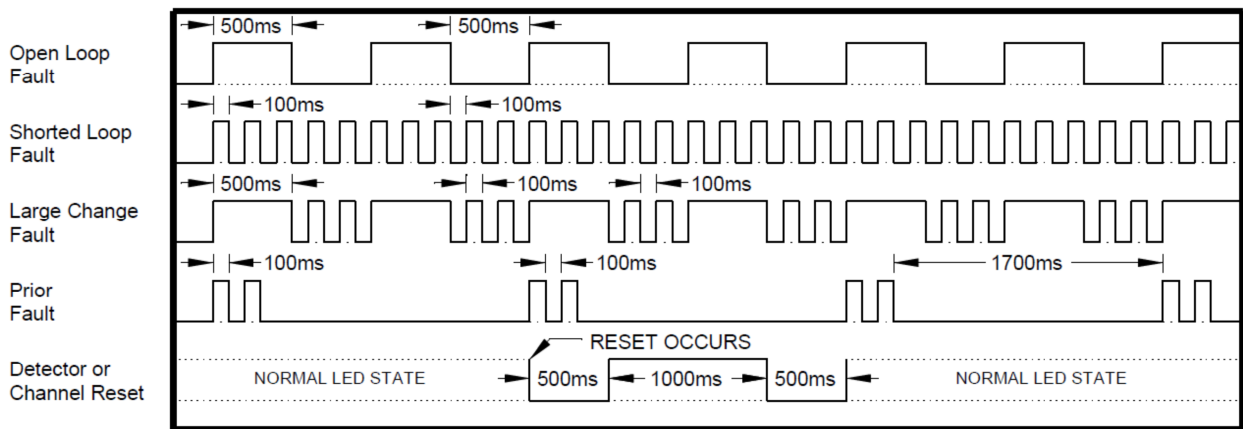 500ms 500ms
Open Loop
Fault
100ms 100ms
Shorted Loop
Fault
500ms 100ms 100ms
Large Change
Fault
100ms 100ms 1700ms
Prior
Fault
RESET OCCURS
Detector or
Channel Reset
NORMAL LED STATE 500ms 1000ms 500ms NORMAL LED STATE